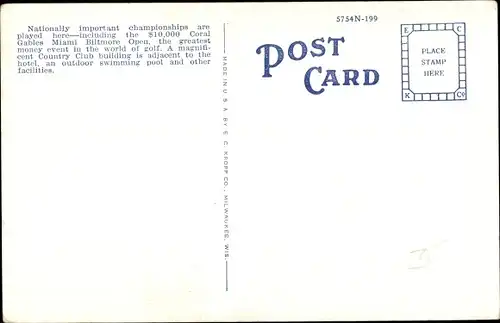 Nationally important championships are
played here—including the $10,000 Coral
Gables Miami Biltmore Open, the greatest
money event in the world of golf. A magnifi-
cent Country Club building is adjacent to the
hotel, an outdoor swimming pool and other
facilities.
MADE IN U. S. A. BY E. C. KROPP CO., MILWAUKEE, WIS.
5754N-199
POST
CARD
E C
PLACE
STAMP
HERE
K Co